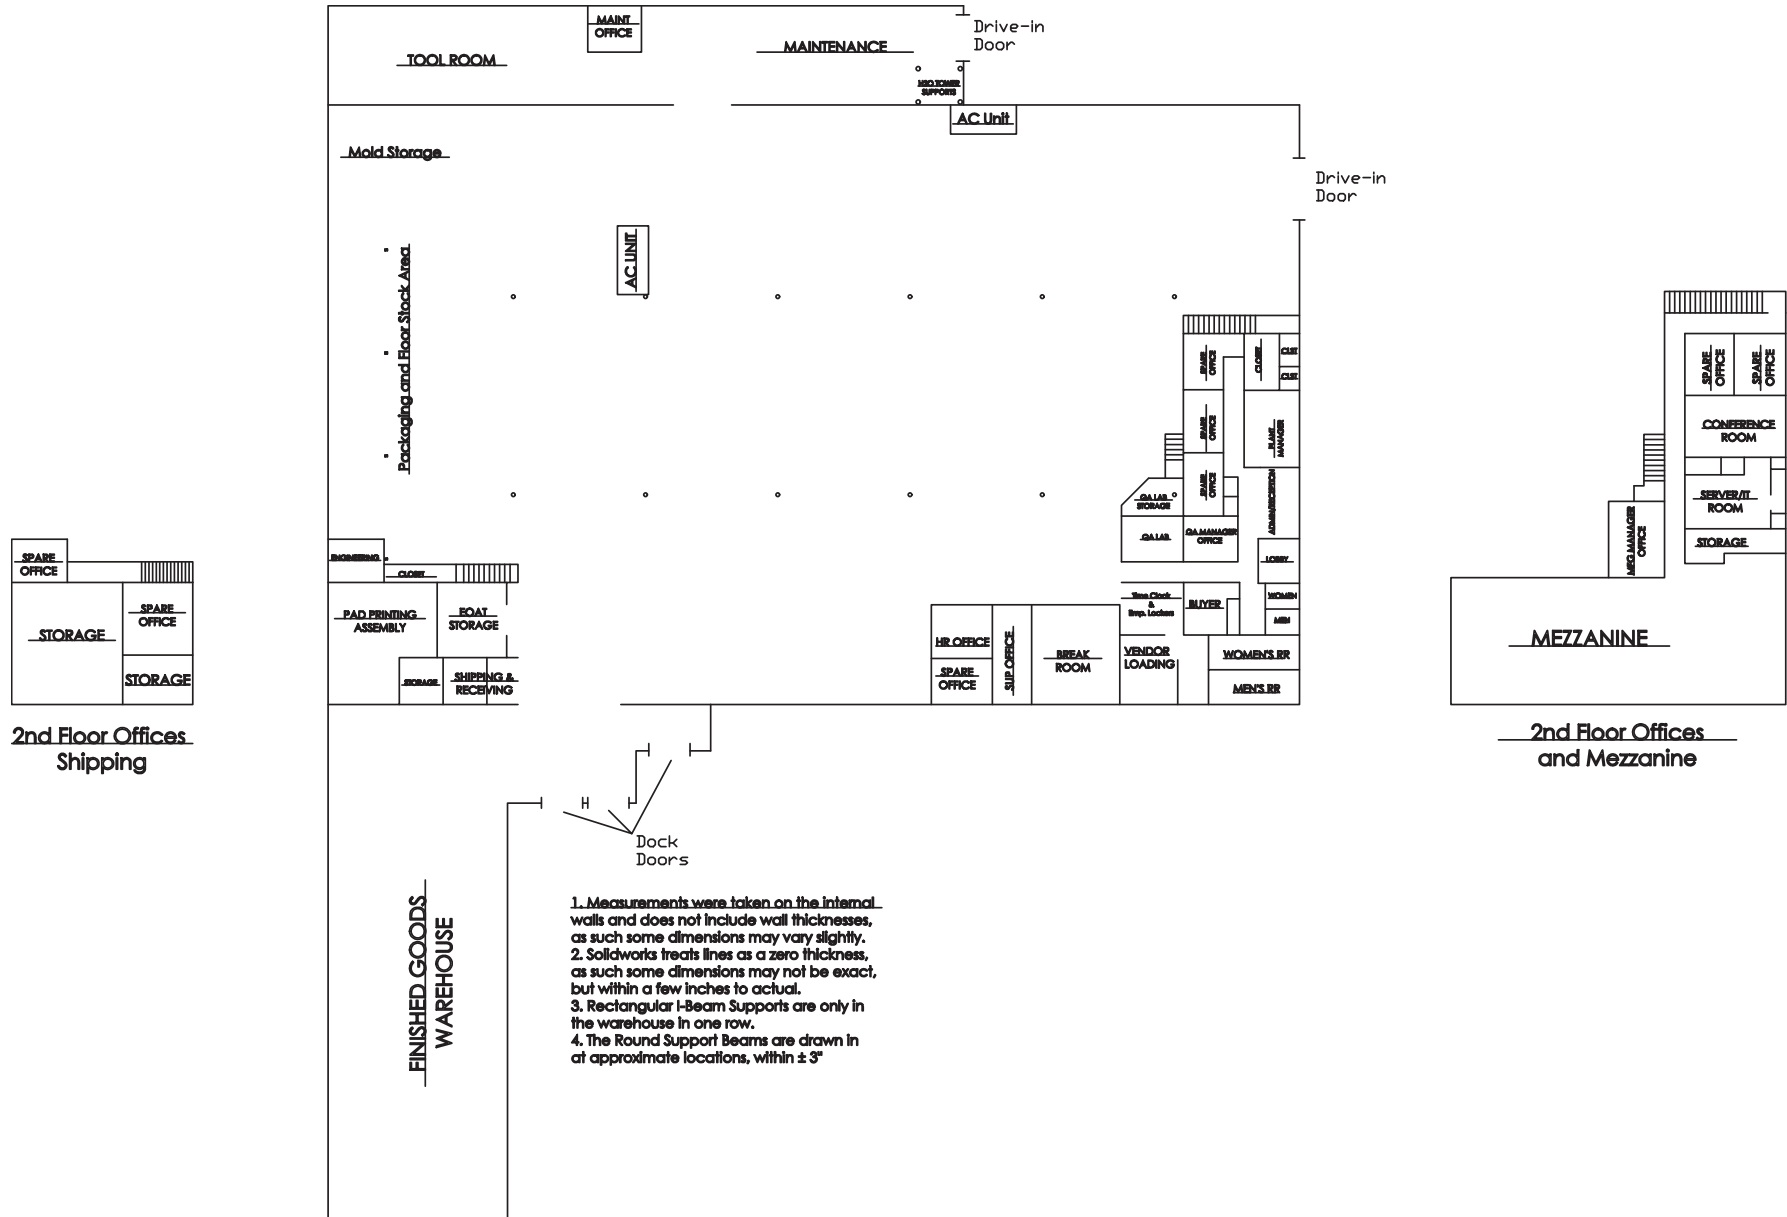 MAINT
OFFICE
TOOL ROOM
MAINTENANCE
Drive-in
Door
H2O TOWER
SUPPORTS
AC Unit
Mold Storage
Drive-in
Door
AC UNIT
Packaging and Floor Stock Area
SPARE
OFFICE
CLOSET
CLST
CLST
SPARE
OFFICE
PLANT
MANAGER
SPARE
OFFICE
ADMIN/RECEPTION
QA LAB
STORAGE
QA LAB
QA MANAGER
OFFICE
LOBBY
ENGINEERING
CLOSET
PAD PRINTING
ASSEMBLY
EOAT
STORAGE
STORAGE
SHIPPING &
RECEIVING
Time Clock
&
Emp. Lockers
BUYER
WOMEN
MEN
HR OFFICE
SPARE
OFFICE
SUP OFFICE
BREAK
ROOM
VENDOR
LOADING
WOMEN'S RR
MEN'S RR
SPARE
OFFICE
STORAGE
SPARE
OFFICE
STORAGE
2nd Floor Offices
Shipping
SPARE
OFFICE
SPARE
OFFICE
CONFERENCE
ROOM
SERVER/IT
ROOM
STORAGE
MFG MANAGER
OFFICE
MEZZANINE
2nd Floor Offices
and Mezzanine
Dock
Doors
FINISHED GOODS
WAREHOUSE
1. Measurements were taken on the internal
walls and does not include wall thicknesses,
as such some dimensions may vary slightly.
2. Solidworks treats lines as a zero thickness,
as such some dimensions may not be exact,
but within a few inches to actual.
3. Rectangular I-Beam Supports are only in
the warehouse in one row.
4. The Round Support Beams are drawn in
at approximate locations, within ± 3"